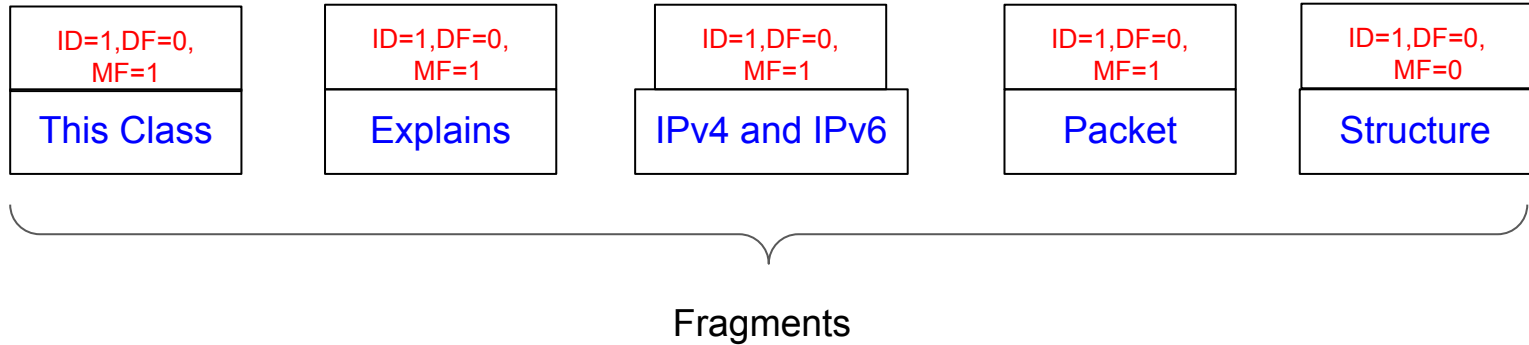 ID=1,DF=0,
MF=1
This Class
ID=1,DF=0,
MF=1
Explains
ID=1,DF=0,
MF=1
IPv4 and IPv6
ID=1,DF=0,
MF=1
Packet
ID=1,DF=0,
MF=0
Structure
Fragments